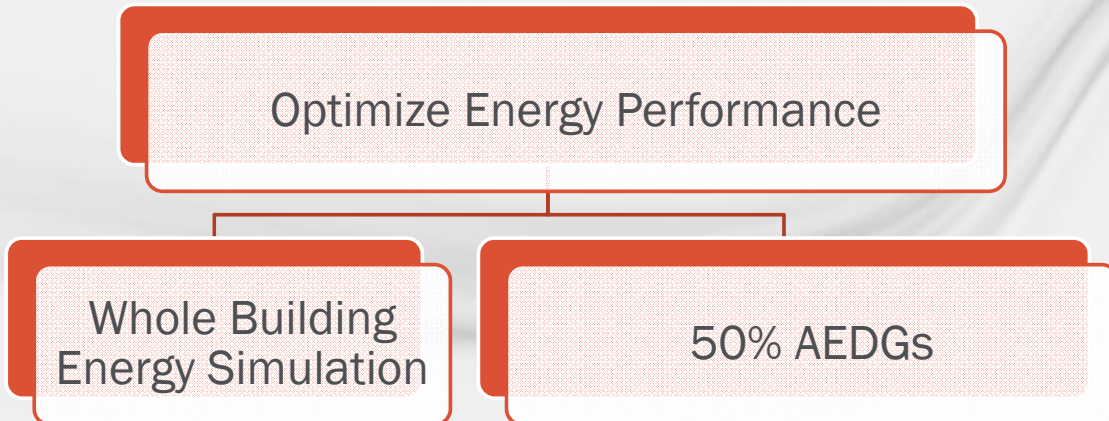 Optimize Energy Performance
Whole Building
Energy Simulation
50% AEDGs